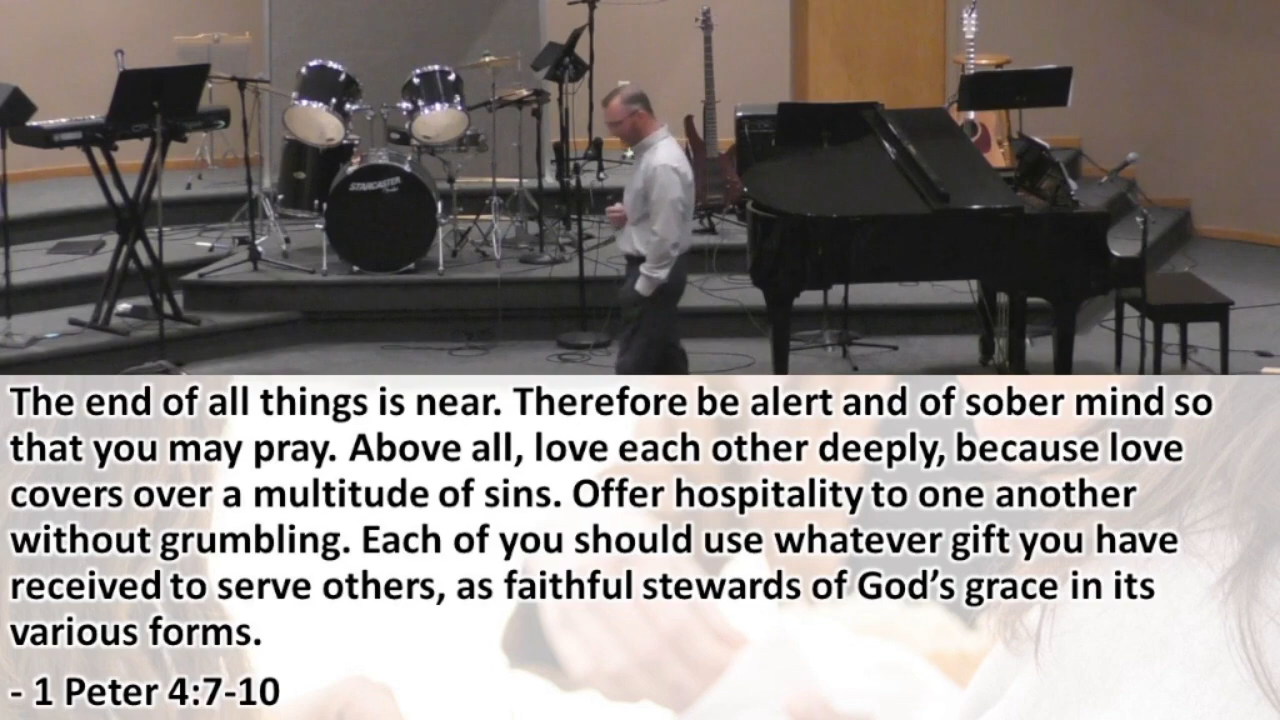 STARCASTER
The end of all things is near. Therefore be alert and of sober mind so
that you may pray. Above all, love each other deeply, because love
covers over a multitude of sins. Offer hospitality to one another
without grumbling. Each of you should use whatever gift you have
received to serve others, as faithful stewards of God’s grace in its
various forms.
- 1 Peter 4:7-10